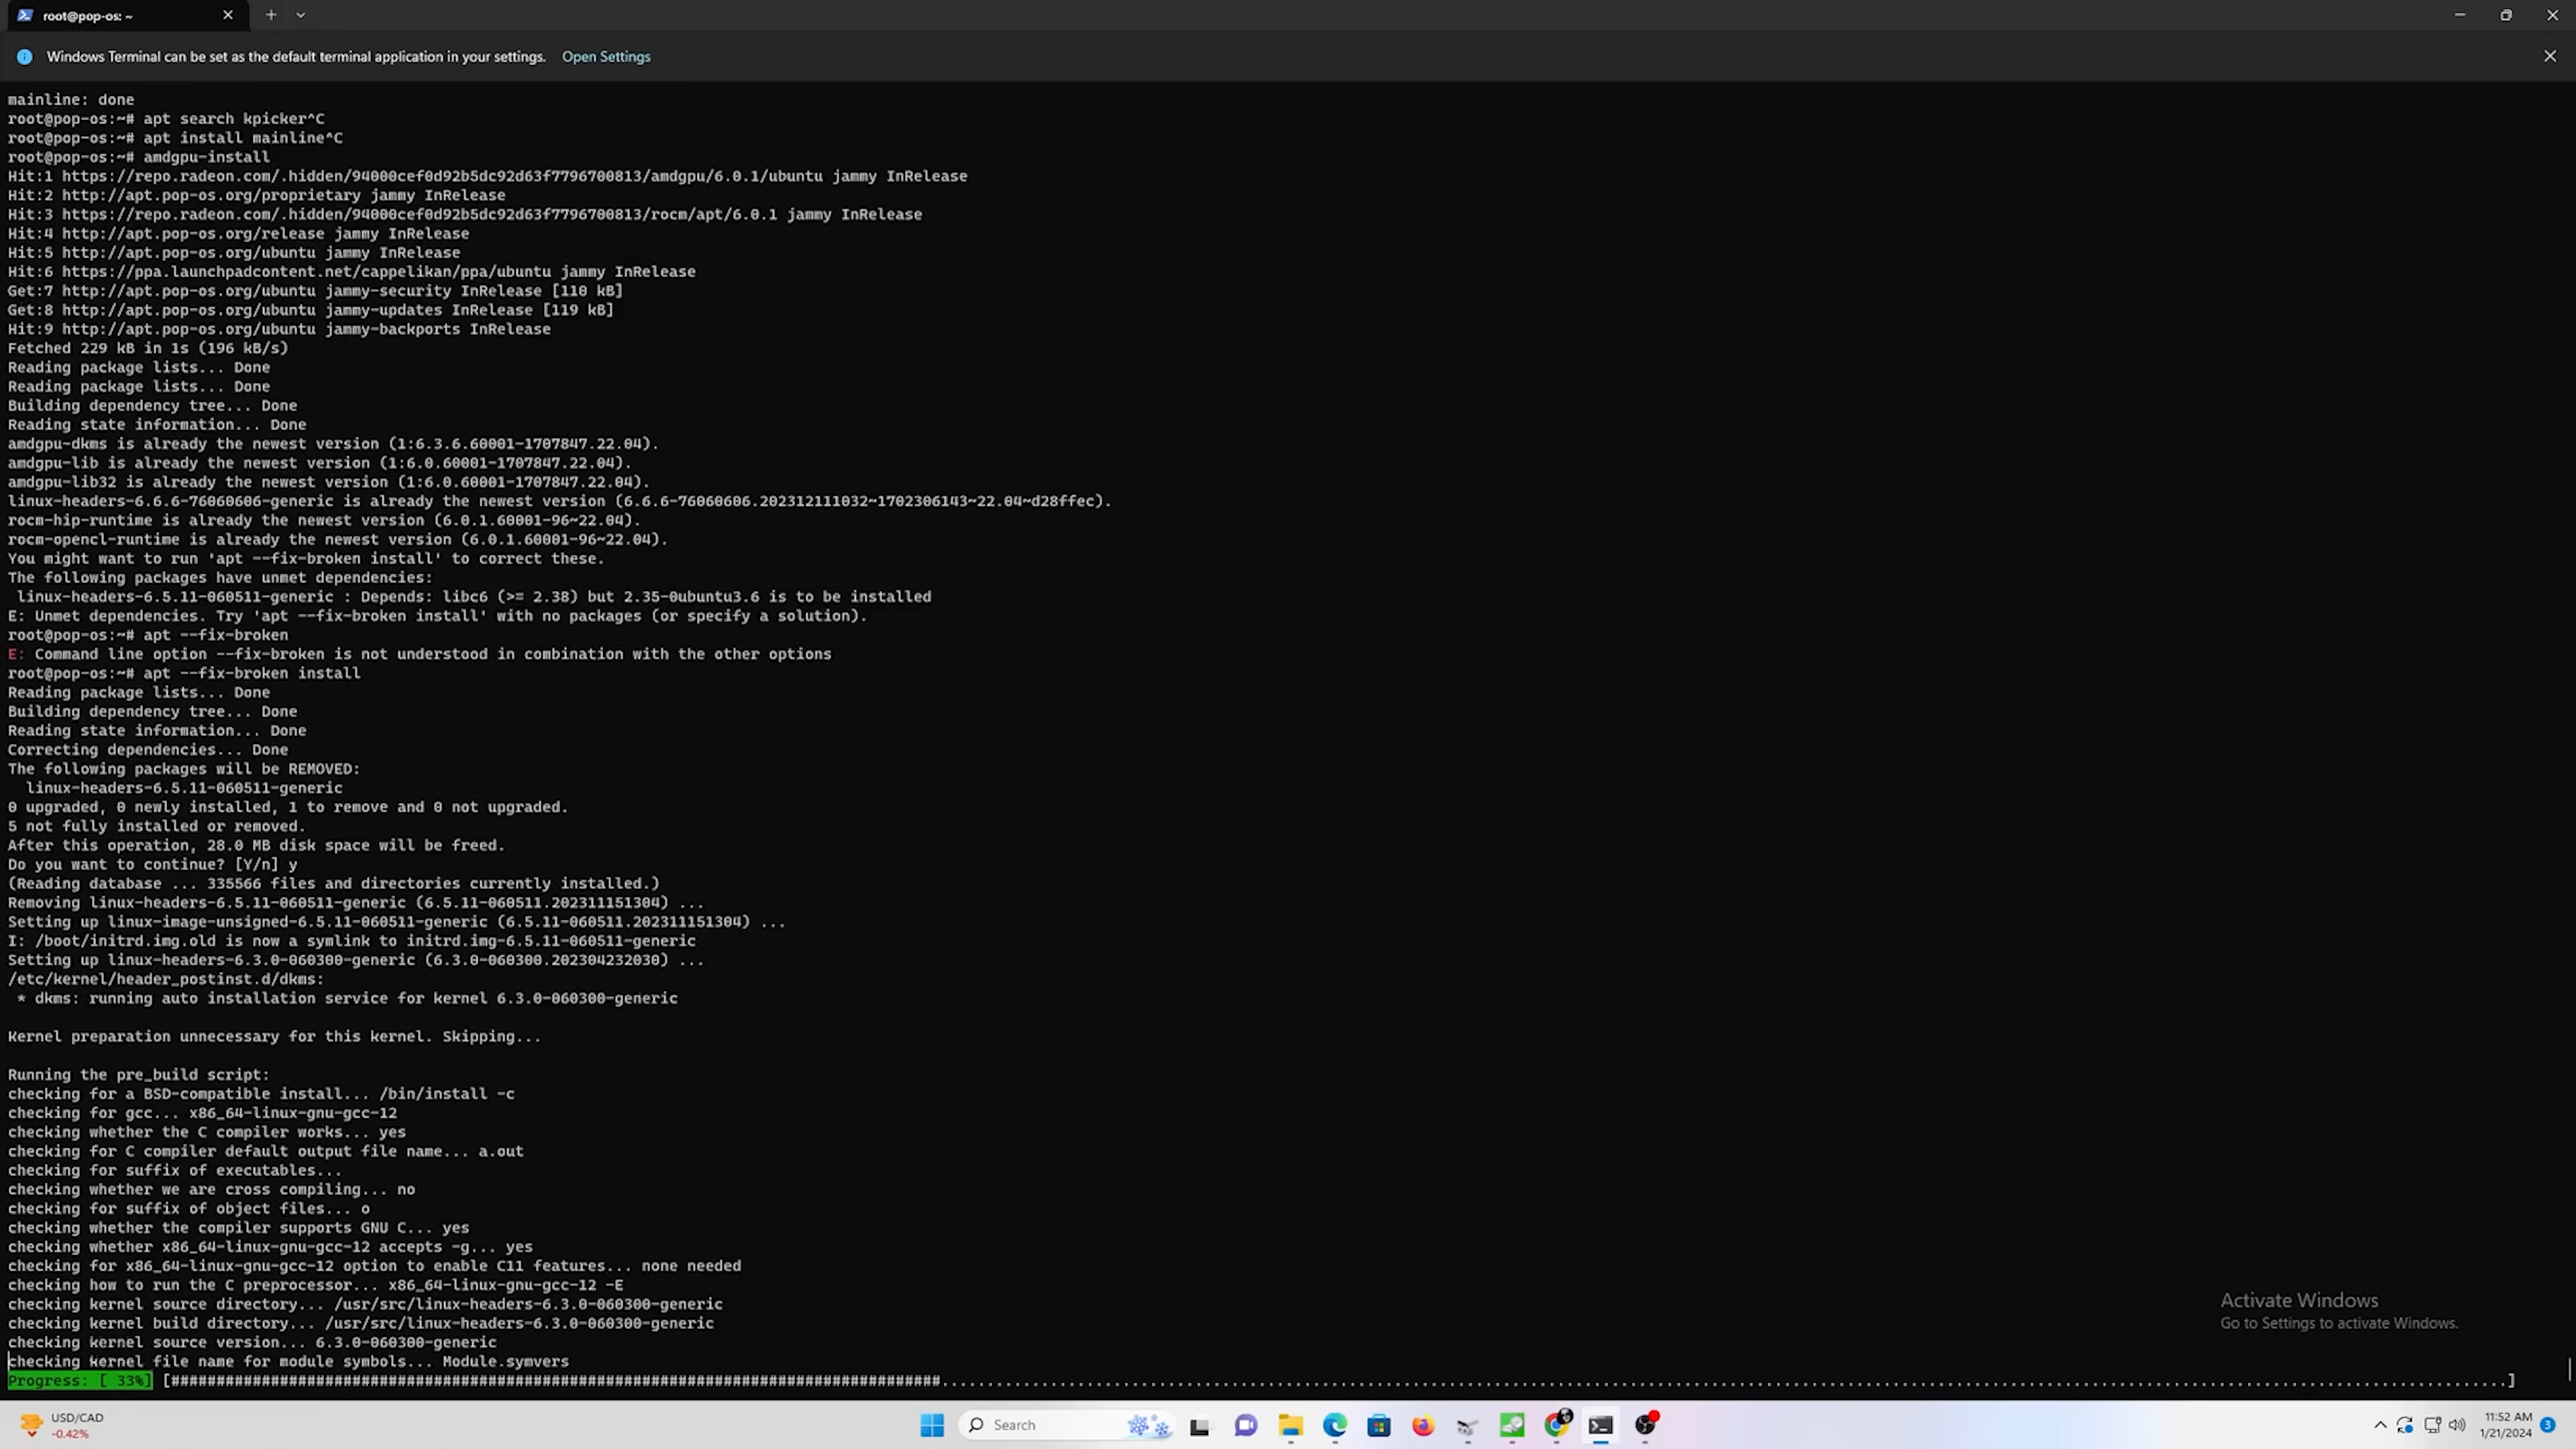 root@pop-os: ~
Windows Terminal can be set as the default terminal application in your settings. Open Settings
mainline: done
root@pop-os:~# apt search kpicker^C
root@pop-os:~# apt install mainline^C
root@pop-os:~# amdgpu-install
Hit:1 https://repo.radeon.com/.hidden/94000cef0d92b5dc92d63f7796700813/amdgpu/6.0.1/ubuntu jammy InRelease
Hit:2 http://apt.pop-os.org/proprietary jammy InRelease
Hit:3 https://repo.radeon.com/.hidden/94000cef0d92b5dc92d63f7796700813/rocm/apt/6.0.1 jammy InRelease
Hit:4 http://apt.pop-os.org/release jammy InRelease
Hit:5 http://apt.pop-os.org/ubuntu jammy InRelease
Hit:6 https://ppa.launchpadcontent.net/cappelikan/ppa/ubuntu jammy InRelease
Get:7 http://apt.pop-os.org/ubuntu jammy-security InRelease [110 kB]
Get:8 http://apt.pop-os.org/ubuntu jammy-updates InRelease [119 kB]
Hit:9 http://apt.pop-os.org/ubuntu jammy-backports InRelease
Fetched 229 kB in 1s (196 kB/s)
Reading package lists... Done
Reading package lists... Done
Building dependency tree... Done
Reading state information... Done
amdgpu-dkms is already the newest version (1:6.3.6.60001-1707847.22.04).
amdgpu-lib is already the newest version (1:6.0.60001-1707847.22.04).
amdgpu-lib32 is already the newest version (1:6.0.60001-1707847.22.04).
linux-headers-6.6.6-76060606-generic is already the newest version (6.6.6-76060606.202312111032~1702306143~22.04~d28ffec).
rocm-hip-runtime is already the newest version (6.0.1.60001-96~22.04).
rocm-opencl-runtime is already the newest version (6.0.1.60001-96~22.04).
You might want to run 'apt --fix-broken install' to correct these.
The following packages have unmet dependencies:
 linux-headers-6.5.11-060511-generic : Depends: libc6 (>= 2.38) but 2.35-0ubuntu3.6 is to be installed
E: Unmet dependencies. Try 'apt --fix-broken install' with no packages (or specify a solution).
root@pop-os:~# apt --fix-broken
E: Command line option --fix-broken is not understood in combination with the other options
root@pop-os:~# apt --fix-broken install
Reading package lists... Done
Building dependency tree... Done
Reading state information... Done
Correcting dependencies... Done
The following packages will be REMOVED:
  linux-headers-6.5.11-060511-generic
0 upgraded, 0 newly installed, 1 to remove and 0 not upgraded.
5 not fully installed or removed.
After this operation, 28.0 MB disk space will be freed.
Do you want to continue? [Y/n] y
(Reading database ... 335566 files and directories currently installed.)
Removing linux-headers-6.5.11-060511-generic (6.5.11-060511.202311151304) ...
Setting up linux-image-unsigned-6.5.11-060511-generic (6.5.11-060511.202311151304) ...
I: /boot/initrd.img.old is now a symlink to initrd.img-6.5.11-060511-generic
Setting up linux-headers-6.3.0-060300-generic (6.3.0-060300.202304232030) ...
/etc/kernel/header_postinst.d/dkms:
 * dkms: running auto installation service for kernel 6.3.0-060300-generic
Kernel preparation unnecessary for this kernel. Skipping...
Running the pre_build script:
checking for a BSD-compatible install... /bin/install -c
checking for gcc... x86_64-linux-gnu-gcc-12
checking whether the C compiler works... yes
checking for C compiler default output file name... a.out
checking for suffix of executables...
checking whether we are cross compiling... no
checking for suffix of object files... o
checking whether the compiler supports GNU C... yes
checking whether x86_64-linux-gnu-gcc-12 accepts -g... yes
checking for x86_64-linux-gnu-gcc-12 option to enable C11 features... none needed
checking how to run the C preprocessor... x86_64-linux-gnu-gcc-12 -E
checking kernel source directory... /usr/src/linux-headers-6.3.0-060300-generic
checking kernel build directory... /usr/src/linux-headers-6.3.0-060300-generic
checking kernel source version... 6.3.0-060300-generic
checking kernel file name for module symbols... Module.symvers
Progress: [ 33%] [#####################################################################################..............................................................................................................................................................................]
Activate Windows
Go to Settings to activate Windows.
USD/CAD
-0.42%
Search
11:52 AM
1/21/2024
3